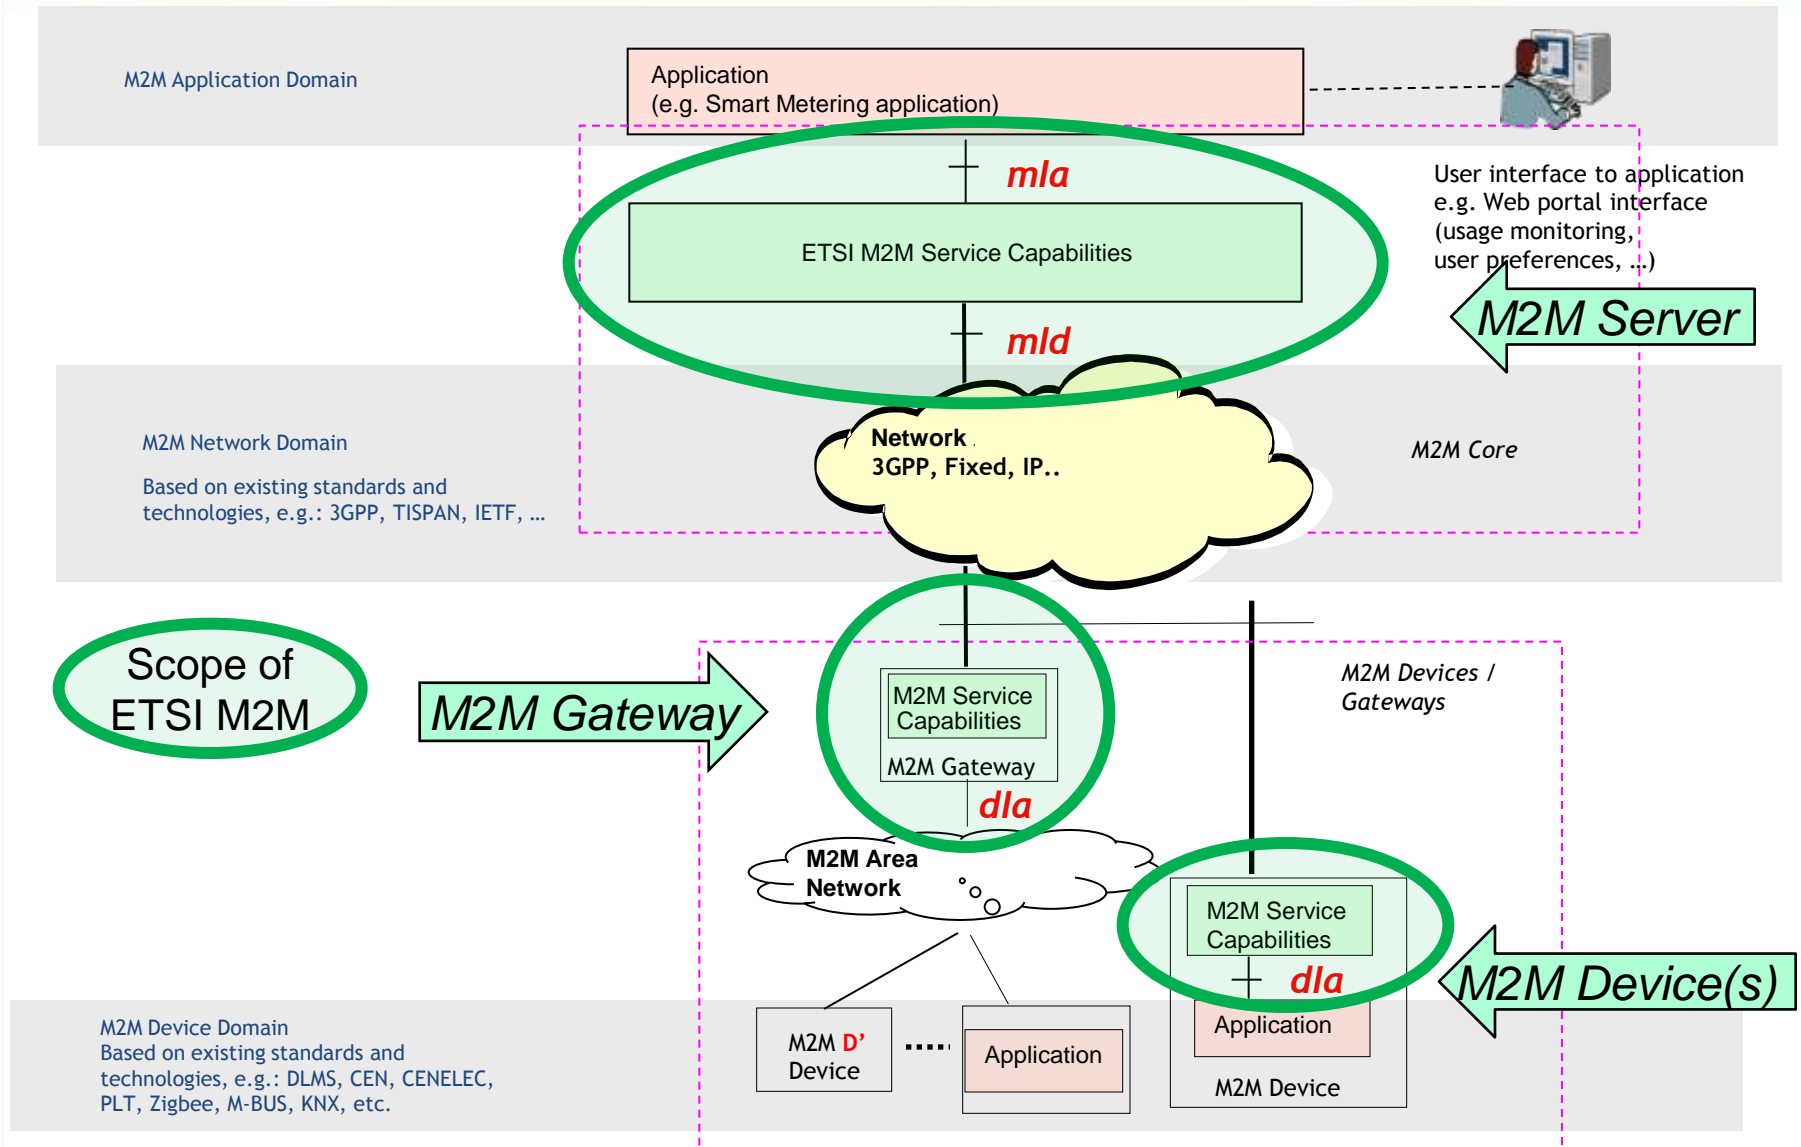 M2M Application Domain
Application
(e.g. Smart Metering application)
mIa
User interface to application
e.g. Web portal interface
(usage monitoring,
user preferences, …)
ETSI M2M Service Capabilities
M2M Server
mId
M2M Network Domain
Based on existing standards and
technologies, e.g.: 3GPP, TISPAN, IETF, …
Network
3GPP, Fixed, IP..
M2M Core
Scope of
ETSI M2M
M2M Gateway
M2M Service
Capabilities
M2M Gateway
dIa
M2M Devices /
Gateways
M2M Area
Network
M2M Service
Capabilities
dIa
Application
M2M Device
M2M Device(s)
M2M Device Domain
Based on existing standards and
technologies, e.g.: DLMS, CEN, CENELEC,
PLT, Zigbee, M-BUS, KNX, etc.
M2M D’
Device
Application